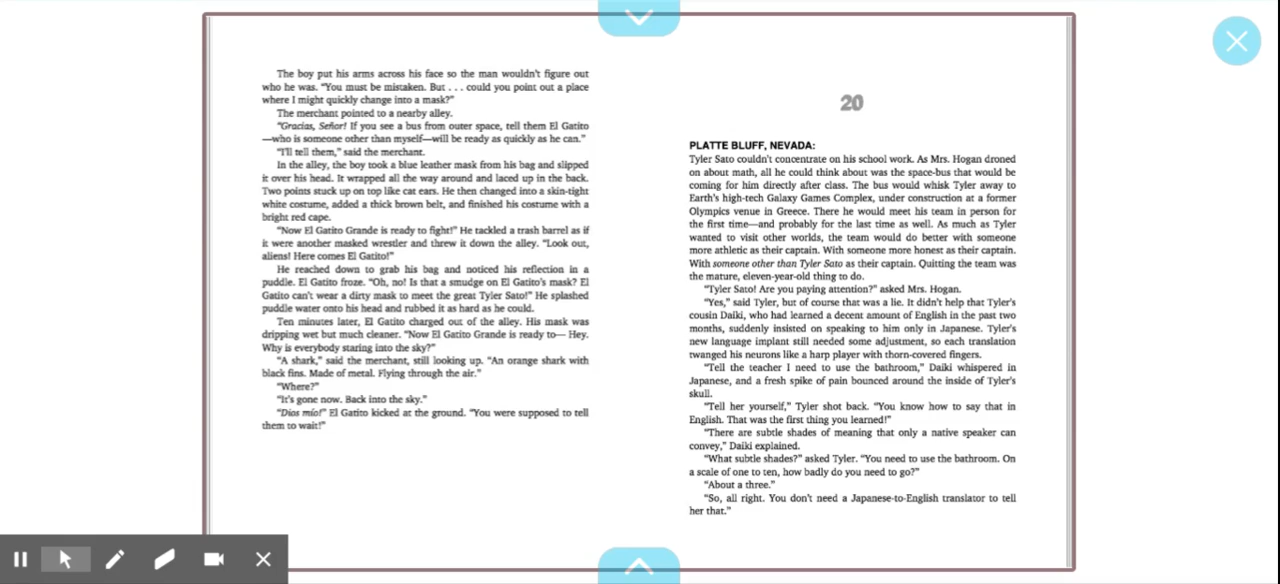 The boy put his arms across his face so the man wouldn't figure out
who he was. "You must be mistaken. But . . . could you point out a place
where I might quickly change into a mask?"
The merchant pointed to a nearby alley.
"Gracias, Señor! If you see a bus from outer space, tell them El Gatito
—who is someone other than myself—will be ready as quickly as he can."
"I'll tell them," said the merchant.
In the alley, the boy took a blue leather mask from his bag and slipped
it over his head. It wrapped all the way around and laced up in the back.
Two points stuck up on top like cat ears. He then changed into a skin-tight
white costume, added a thick brown belt, and finished his costume with a
bright red cape.
"Now El Gatito Grande is ready to fight!" He tackled a trash barrel as if
it were another masked wrestler and threw it down the alley. "Look out,
aliens! Here comes El Gatito!"
He reached down to grab his bag and noticed his reflection in a
puddle. El Gatito froze. "Oh, no! Is that a smudge on El Gatito's mask? El
Gatito can't wear a dirty mask to meet the great Tyler Sato!" He splashed
puddle water onto his head and rubbed it as hard as he could.
Ten minutes later, El Gatito charged out of the alley. His mask was
dripping wet but much cleaner. "Now El Gatito Grande is ready to— Hey.
Why is everybody staring into the sky?"
"A shark," said the merchant, still looking up. "An orange shark with
black fins. Made of metal. Flying through the air."
"Where?"
"It's gone now. Back into the sky."
"Dios mío!" El Gatito kicked at the ground. "You were supposed to tell
them to wait!"
20
PLATTE BLUFF, NEVADA:
Tyler Sato couldn't concentrate on his school work. As Mrs. Hogan droned
on about math, all he could think about was the space-bus that would be
coming for him directly after class. The bus would whisk Tyler away to
Earth's high-tech Galaxy Games Complex, under construction at a former
Olympics venue in Greece. There he would meet his team in person for
the first time—and probably for the last time as well. As much as Tyler
wanted to visit other worlds, the team would do better with someone
more athletic as their captain. With someone more honest as their captain.
With someone other than Tyler Sato as their captain. Quitting the team was
the mature, eleven-year-old thing to do.
"Tyler Sato! Are you paying attention?" asked Mrs. Hogan.
"Yes," said Tyler, but of course that was a lie. It didn't help that Tyler's
cousin Daiki, who had learned a decent amount of English in the past two
months, suddenly insisted on speaking to him only in Japanese. Tyler's
new language implant still needed some adjustment, so each translation
twanged his neurons like a harp player with thorn-covered fingers.
"Tell the teacher I need to use the bathroom," Daiki whispered in
Japanese, and a fresh spike of pain bounced around the inside of Tyler's
skull.
"Tell her yourself," Tyler shot back. "You know how to say that in
English. That was the first thing you learned!"
"There are subtle shades of meaning that only a native speaker can
convey," Daiki explained.
"What subtle shades?" asked Tyler. "You need to use the bathroom. On
a scale of one to ten, how badly do you need to go?"
"About a three."
"So, all right. You don't need a Japanese-to-English translator to tell
her that."